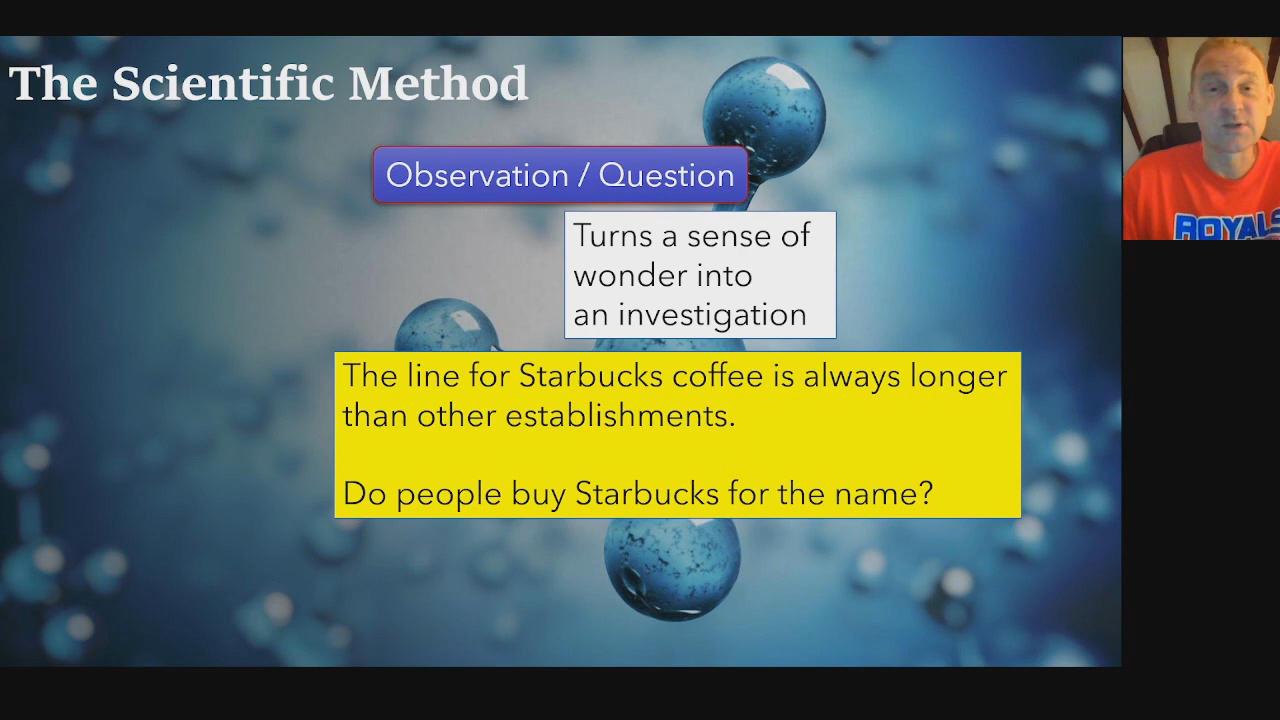 The Scientific Method
Observation / Question
Turns a sense of
wonder into
an investigation
The line for Starbucks coffee is always longer
than other establishments.
Do people buy Starbucks for the name?
ROYALS